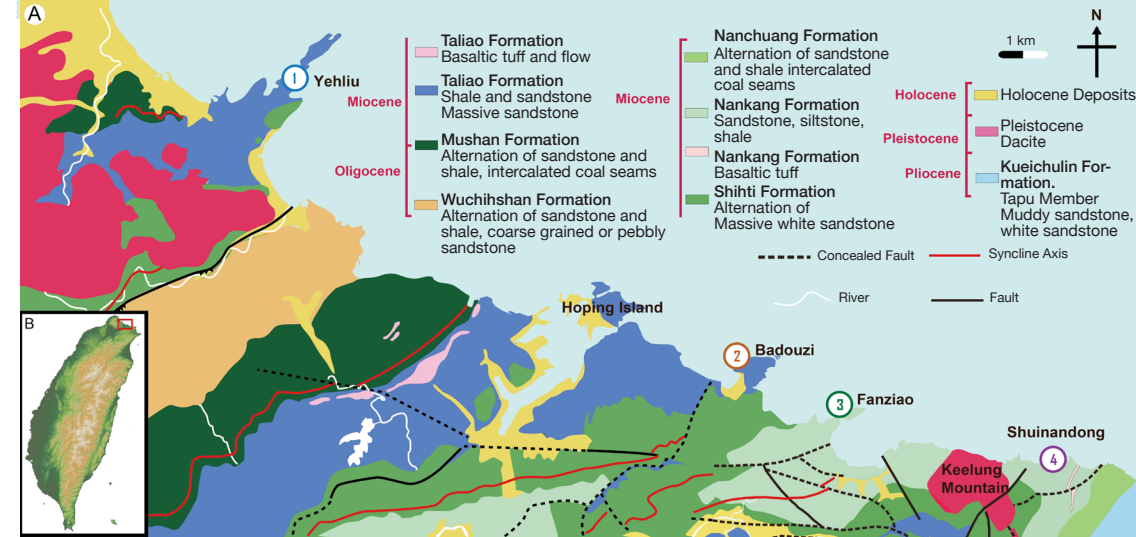 A
Taliao Formation
Basaltic tuff and flow
Taliao Formation
Shale and sandstone
Massive sandstone
Miocene
Mushan Formation
Alternation of sandstone and
shale, intercalated coal seams
Oligocene
Wuchihshan Formation
Alternation of sandstone and
shale, coarse grained or pebbly
sandstone
Nanchuang Formation
Alternation of sandstone
and shale intercalated
coal seams
Miocene
Nankang Formation
Sandstone, siltstone,
shale
Nankang Formation
Basaltic tuff
Shihti Formation
Alternation of
Massive white sandstone
1 km
N
Holocene
Holocene Deposits
Pleistocene
Pleistocene
Dacite
Pliocene
Kueichulin For-
mation.
Tapu Member
Muddy sandstone,
white sandstone
Concealed Fault
Syncline Axis
River
Fault
1
Yehliu
Hoping Island
2
Badouzi
3
Fanziao
Shuinandong
4
Keelung
Mountain
B